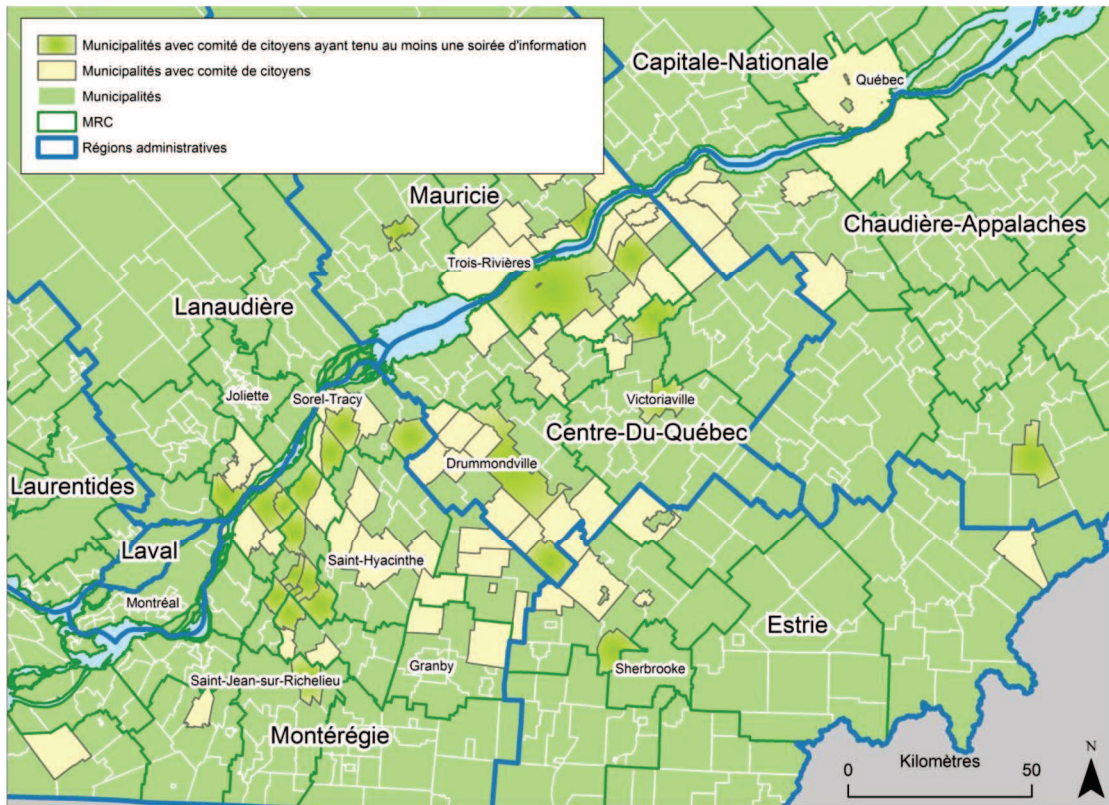 Municipalités avec comité de citoyens ayant tenu au moins une soirée d'information
Municipalités avec comité de citoyens
Municipalités
MRC
Régions administratives
Capitale-Nationale
Québec
Mauricie
Chaudière-Appalaches
Trois-Rivières
Lanaudière
Joliette
Sorel-Tracy
Victoriaville
Centre-Du-Québec
Drummondville
Laurentides
Laval
Saint-Hyacinthe
Montréal
Estrie
Granby
Sherbrooke
Saint-Jean-sur-Richelieu
Montérégie
Kilomètres
0 50
N